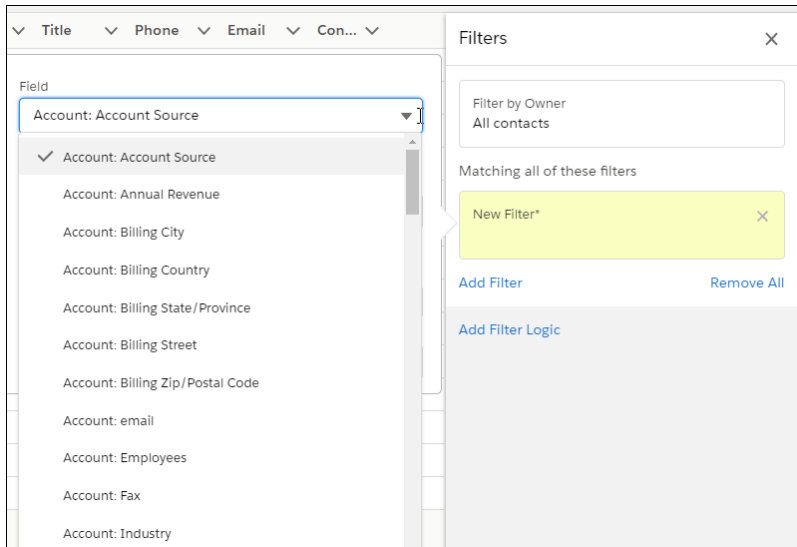 Title Phone Email Con...
Field
Account: Account Source
Account: Account Source
Account: Annual Revenue
Account: Billing City
Account: Billing Country
Account: Billing State/Province
Account: Billing Street
Account: Billing Zip/Postal Code
Account: email
Account: Employees
Account: Fax
Account: Industry
Filters
Filter by Owner
All contacts
Matching all of these filters
New Filter*
Add Filter Remove All
Add Filter Logic